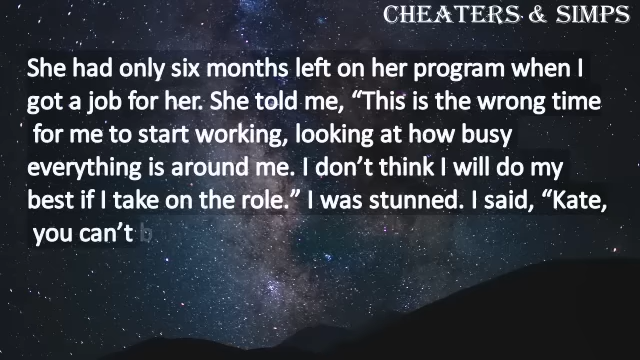 CHEATERS & SIMPS
She had only six months left on her program when I
got a job for her. She told me, “This is the wrong time
for me to start working, looking at how busy
everything is around me. I don’t think I will do my
best if I take on the role.” I was stunned. I said, “Kate,
you can’t